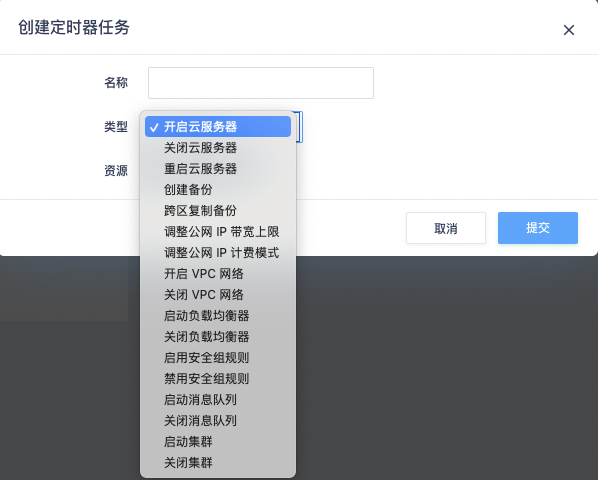 创建定时器任务
名称
类型
开启云服务器
关闭云服务器
重启云服务器
资源
创建备份
跨区复制备份
调整公网 IP 带宽上限
调整公网 IP 计费模式
开启 VPC 网络
关闭 VPC 网络
启动负载均衡器
关闭负载均衡器
启用安全组规则
禁用安全组规则
启动消息队列
关闭消息队列
启动集群
关闭集群
取消
提交